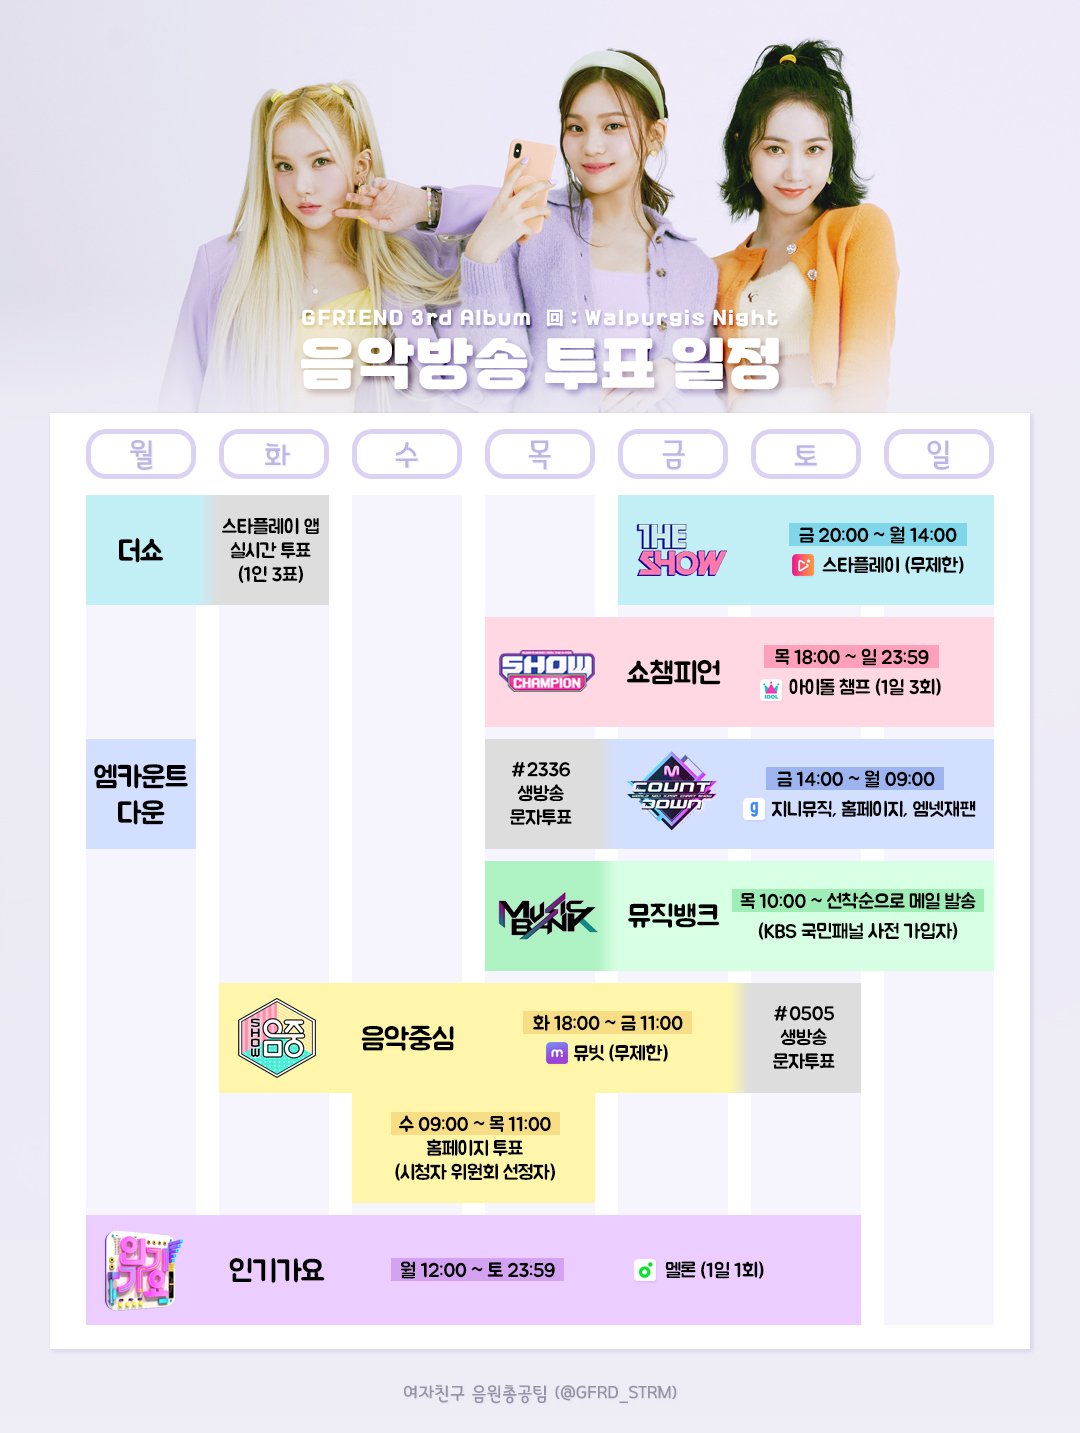 GFRIEND 3rd Album 回 : Walpurgis Night
음악방송 투표 일정
월 화 수 목 금 토 일
더쇼
스타플레이 앱
실시간 투표
(1인 3표)
THE
SHOW
금 20:00 ~ 월 14:00
스타플레이 (무제한)
SHOW
CHAMPION
쇼챔피언
목 18:00 ~ 일 23:59
IDOL
아이돌 챔프 (1일 3회)
엠카운트
다운
#2336
생방송
문자투표
M
COUNT
DOWN
금 14:00 ~ 월 09:00
지니뮤직, 홈페이지, 엠넷재팬
MUSIC
BANK
뮤직뱅크
목 10:00 ~ 선착순으로 메일 발송
(KBS 국민패널 사전 가입자)
SHOW
음중
음악중심
화 18:00 ~ 금 11:00
뮤빗 (무제한)
#0505
생방송
문자투표
수 09:00 ~ 목 11:00
홈페이지 투표
(시청자 위원회 선정자)
인기
가요
인기가요
월 12:00 ~ 토 23:59
멜론 (1일 1회)
여자친구 음원총공팀 (@GFRD_STRM)